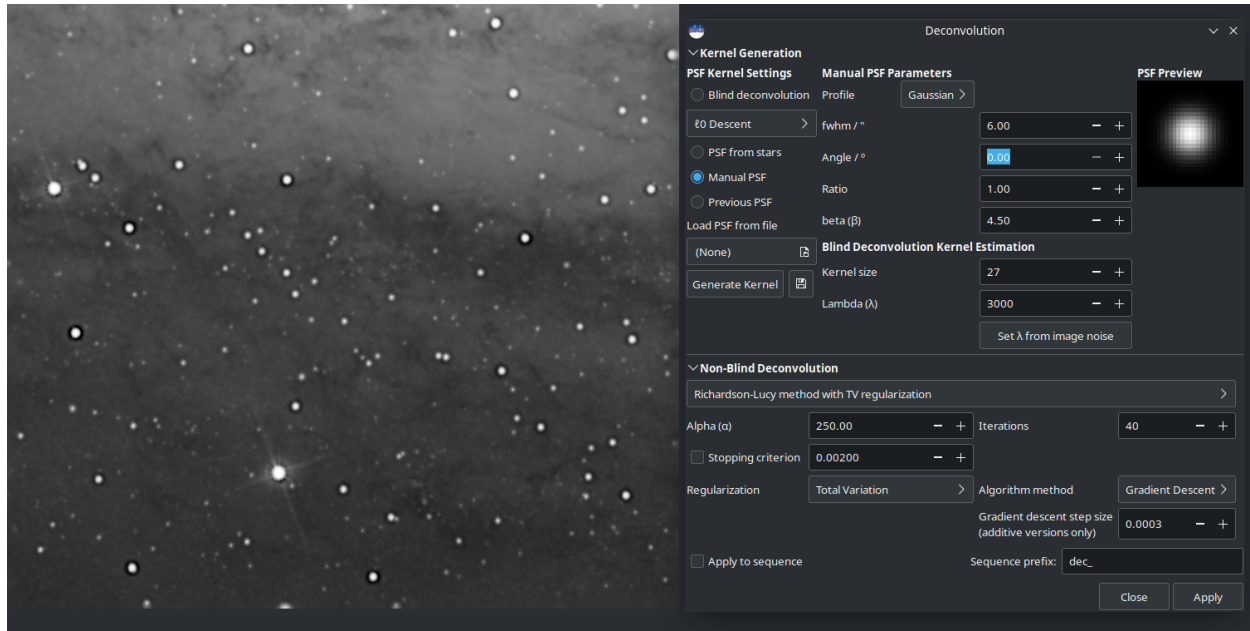 Deconvolution
Kernel Generation
PSF Kernel Settings
Manual PSF Parameters
PSF Preview
Blind deconvolution
Profile
Gaussian
ℓ0 Descent
fwhm / "
6.00
PSF from stars
Angle / º
0.00
Manual PSF
Ratio
1.00
Previous PSF
beta (β)
4.50
Load PSF from file
(None)
Blind Deconvolution Kernel Estimation
Kernel size
27
Generate Kernel
Lambda (λ)
3000
Set λ from image noise
Non-Blind Deconvolution
Richardson-Lucy method with TV regularization
Alpha (α)
250.00
Iterations
40
Stopping criterion
0.00200
Regularization
Total Variation
Algorithm method
Gradient Descent
Gradient descent step size
(additive versions only)
0.0003
Apply to sequence
Sequence prefix:
dec_
Close
Apply